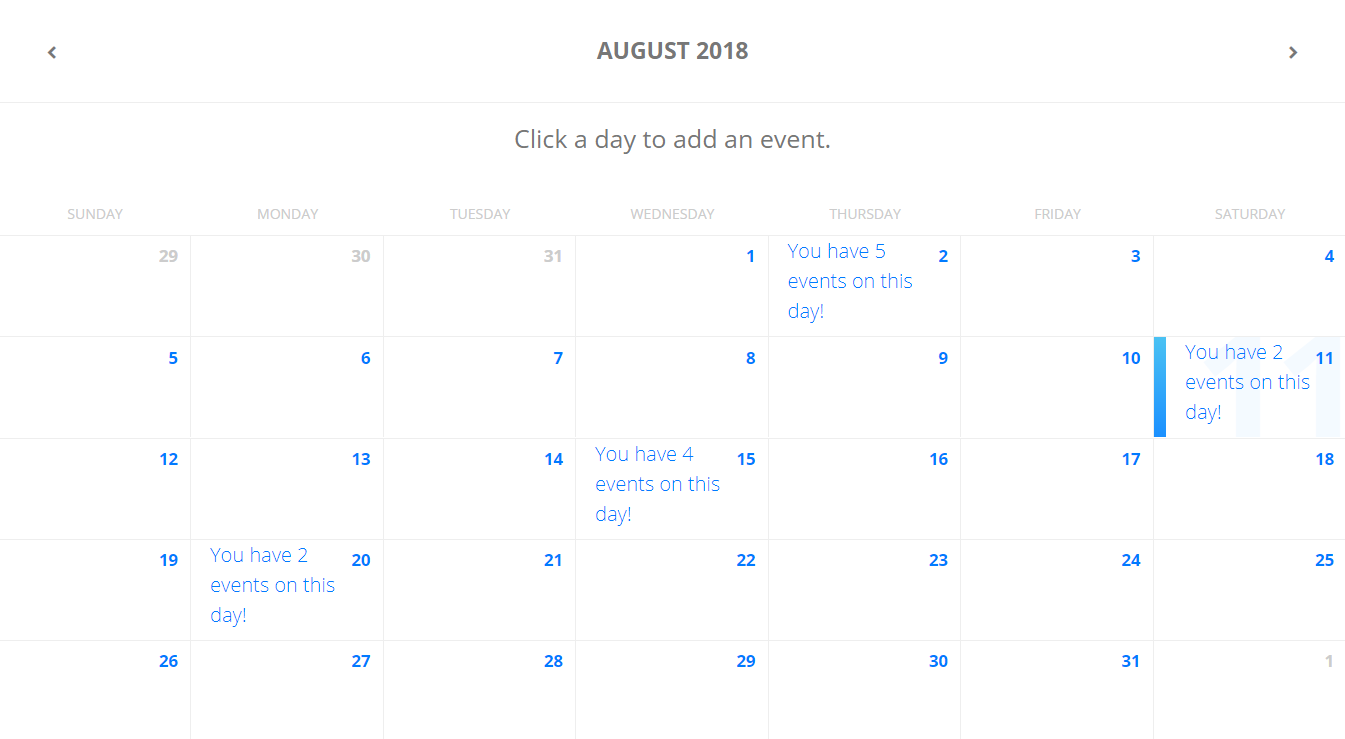 AUGUST 2018
Click a day to add an event.
SUNDAY MONDAY TUESDAY WEDNESDAY THURSDAY FRIDAY SATURDAY
29 30 31 1 You have 5 2 3 4
events on this
day!
5 6 7 8 9 10 You have 2 11
events on this
day!
11
12 13 14 You have 4 15 16 17 18
events on this
day!
19 You have 2 20 21 22 23 24 25
events on this
day!
26 27 28 29 30 31 1